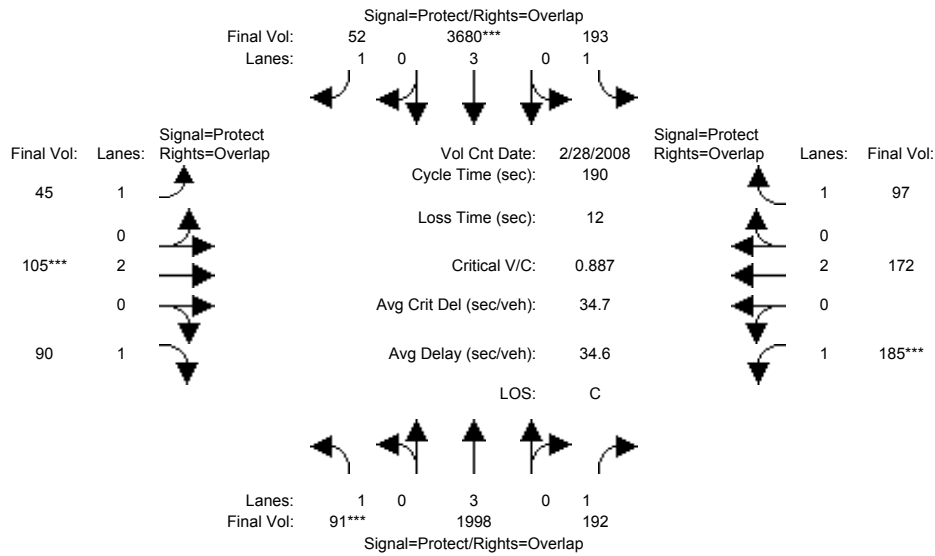 Signal=Protect/Rights=Overlap
Final Vol: 52 3680*** 193
Lanes: 1 0 3 0 1
Signal=Protect Signal=Protect
Final Vol: Lanes: Rights=Overlap Vol Cnt Date: 2/28/2008 Rights=Overlap Lanes: Final Vol:
Cycle Time (sec): 190
45 1 1 97
Loss Time (sec): 12
0 0
105*** 2 Critical V/C: 0.887 2 172
0 Avg Crit Del (sec/veh): 34.7 0
90 1 Avg Delay (sec/veh): 34.6 1 185***
LOS: C
Lanes: 1 0 3 0 1
Final Vol: 91*** 1998 192
Signal=Protect/Rights=Overlap